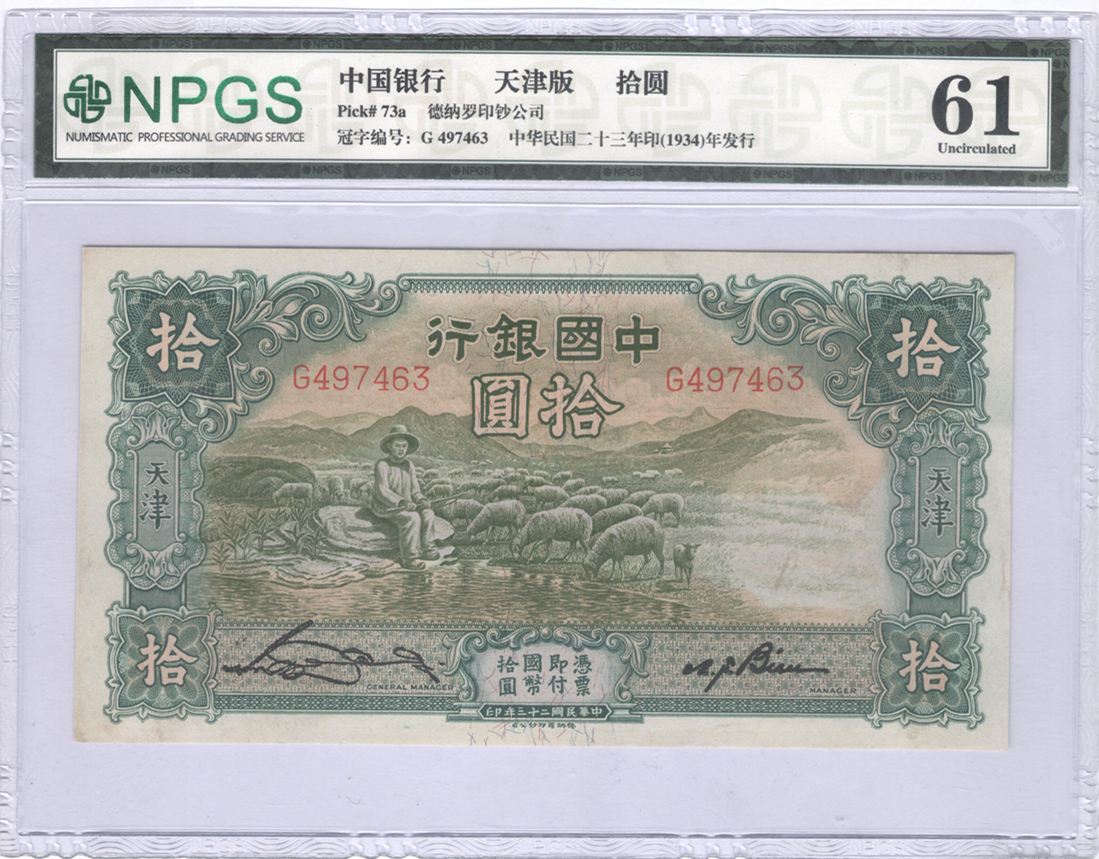 NPGS
NUMISMATIC PROFESSIONAL GRADING SERVICE
中国银行 天津版 拾圆
Pick# 73a 德纳罗印钞公司
冠字编号：G 497463 中华民国二十三年印(1934)年发行
61
Uncirculated
拾 拾
行銀國中
G497463 G497463
圓拾
天津 天津
拾 拾
憑票
即付
國幣
拾圓
GENERAL MANAGER
MANAGER
印年三十二國民華中